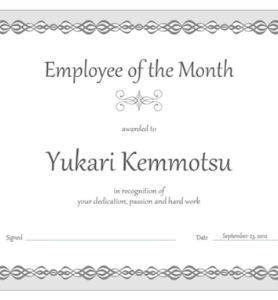 Employee of the Month
awarded to
Yukari Kemmotsu
in recognition of
your dedication, passion and hard work
Signed
Date September 23, 2012